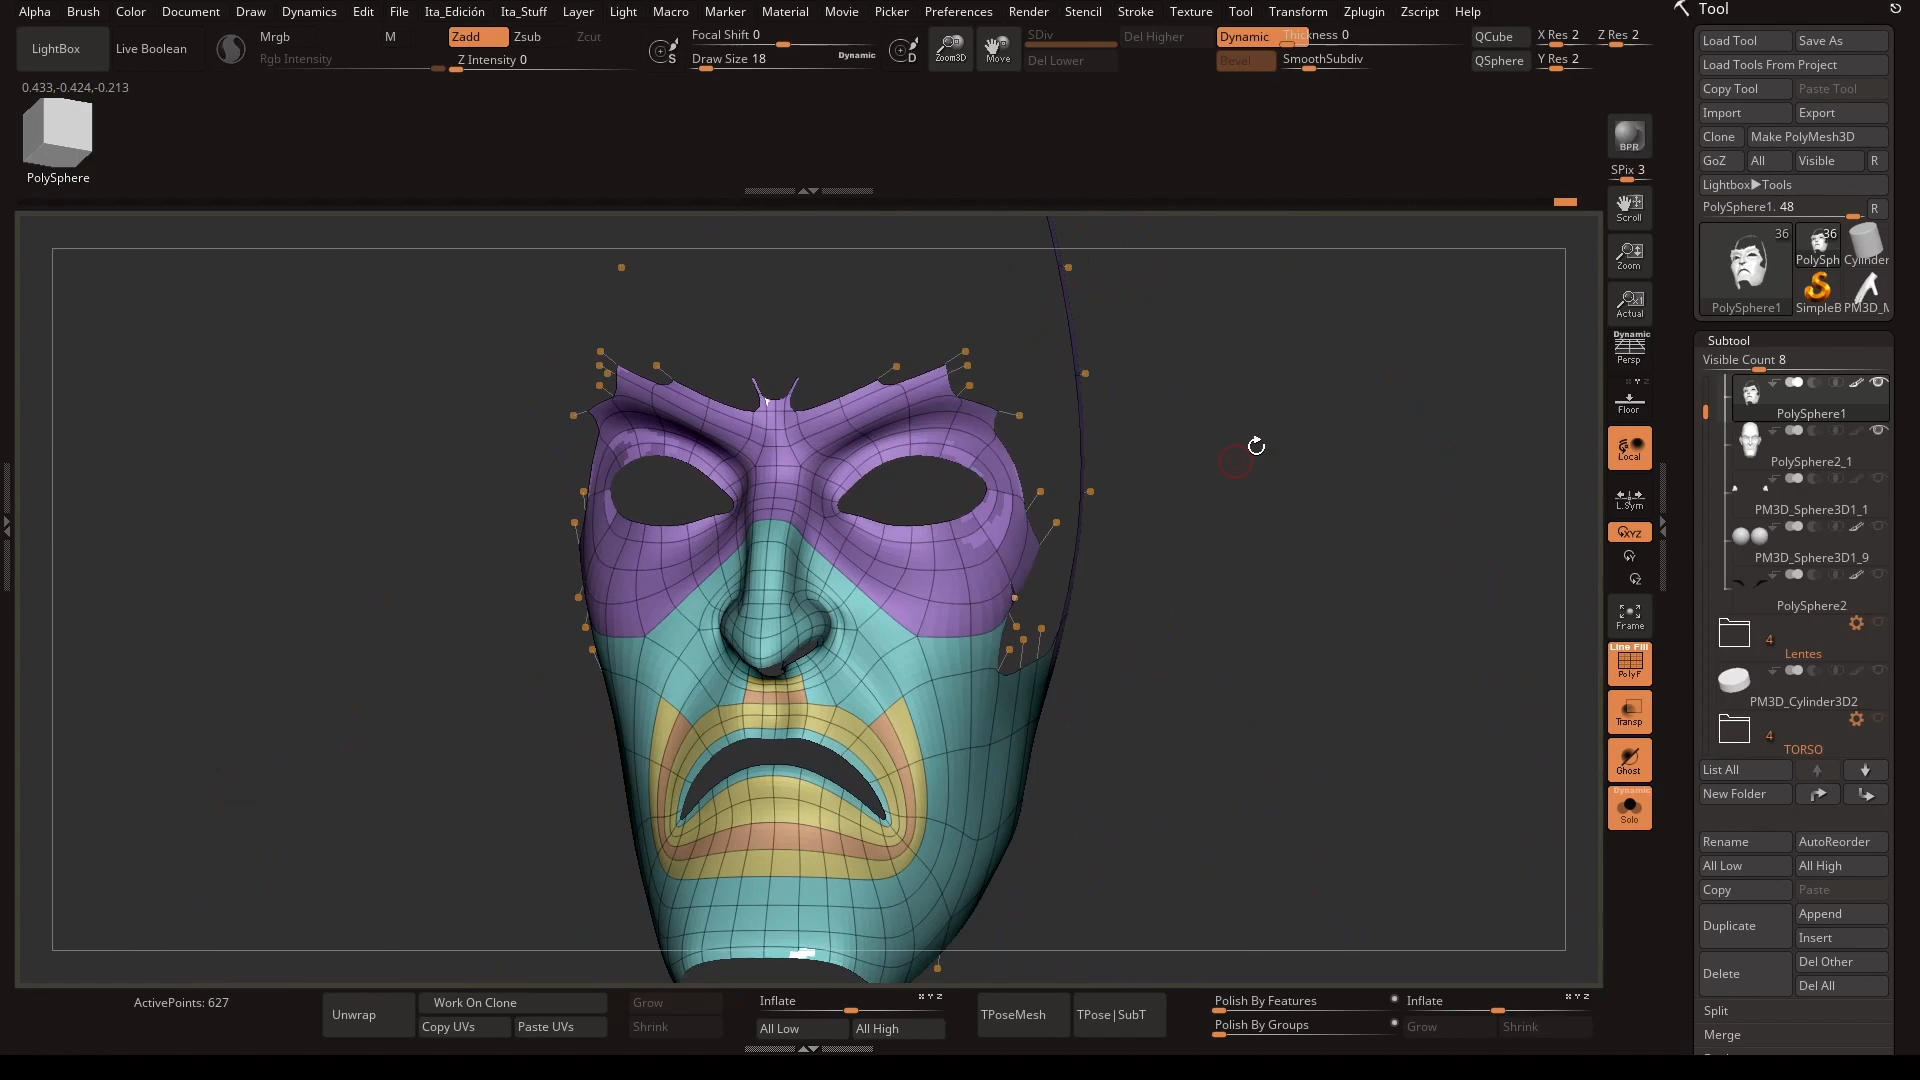 Alpha Brush Color Document Draw Dynamics Edit File Ita_Edición Ita_Stuff Layer Light Macro Marker Material Movie Picker Preferences Render Stencil Stroke Texture Tool Transform Zplugin Zscript Help
Tool
LightBox
Live Boolean
Mrgb
M
Zadd
Zsub
Zcut
Rgb Intensity
Z Intensity 0
S
Focal Shift 0
Draw Size 18
Dynamic
D
Zoom3D
Move
SDiv
Del Lower
Del Higher
Dynamic
Bevel
Thickness 0
SmoothSubdiv
QCube
QSphere
X Res 2
Y Res 2
Z Res 2
0.433,-0.424,-0.213
PolySphere
Load Tool
Save As
Load Tools From Project
Copy Tool
Paste Tool
Import
Export
Clone
Make PolyMesh3D
GoZ
All
Visible
R
Lightbox▶Tools
PolySphere1. 48
R
36
36
PolySph
Cylinder
PolySphere1
SimpleB
PM3D_M
BPR
SPix 3
Scroll
Zoom
Actual
Dynamic
Persp
Floor
Local
L.Sym
XYZ
Frame
Line Fill
PolyF
Transp
Ghost
Dynamic
Solo
Subtool
Visible Count 8
PolySphere1
PolySphere2_1
PM3D_Sphere3D1_1
PM3D_Sphere3D1_9
PolySphere2
4
Lentes
PM3D_Cylinder3D2
4
TORSO
List All
New Folder
Rename
AutoReorder
All Low
All High
Copy
Paste
Duplicate
Append
Insert
Delete
Del Other
Del All
Split
Merge
ActivePoints: 627
Unwrap
Work On Clone
Copy UVs
Paste UVs
Grow
Shrink
Inflate
X Y Z
All Low
All High
TPoseMesh
TPose|SubT
Polish By Features
Polish By Groups
Inflate
X Y Z
Grow
Shrink